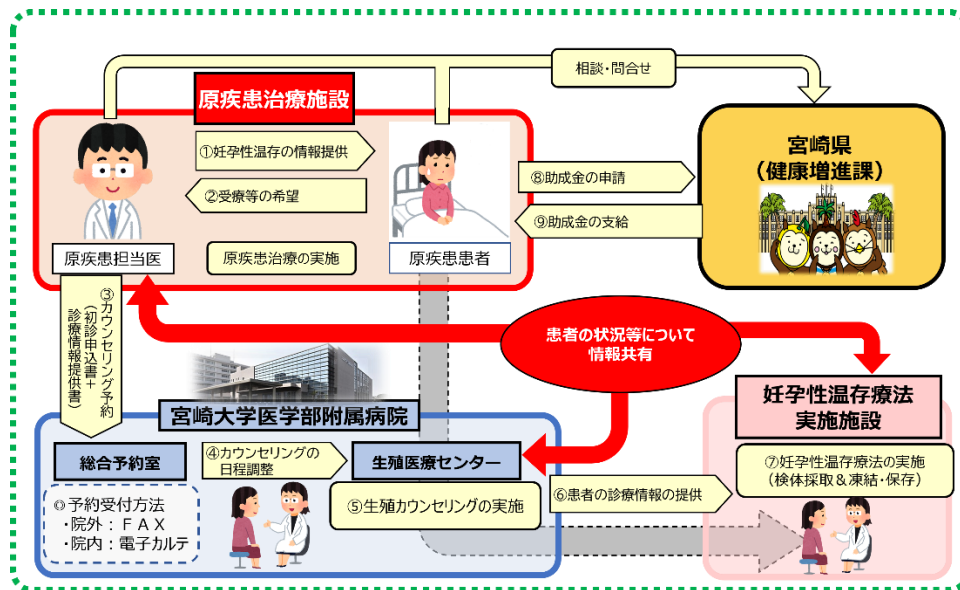 相談・問合せ
原疾患治療施設
①妊孕性温存の情報提供
②受療等の希望
原疾患担当医
原疾患治療の実施
原疾患患者
⑧助成金の申請
⑨助成金の支給
宮崎県
（健康増進課）
③カウンセリング予約
（初診申込書＋
診療情報提供書）
患者の状況等について
情報共有
宮崎大学医学部附属病院
総合予約室
④カウンセリングの
日程調整
生殖医療センター
◎予約受付方法
・院外：ＦＡＸ
・院内：電子カルテ
⑤生殖カウンセリングの実施
⑥患者の診療情報の提供
妊孕性温存療法
実施施設
⑦妊孕性温存療法の実施
（検体採取＆凍結・保存）